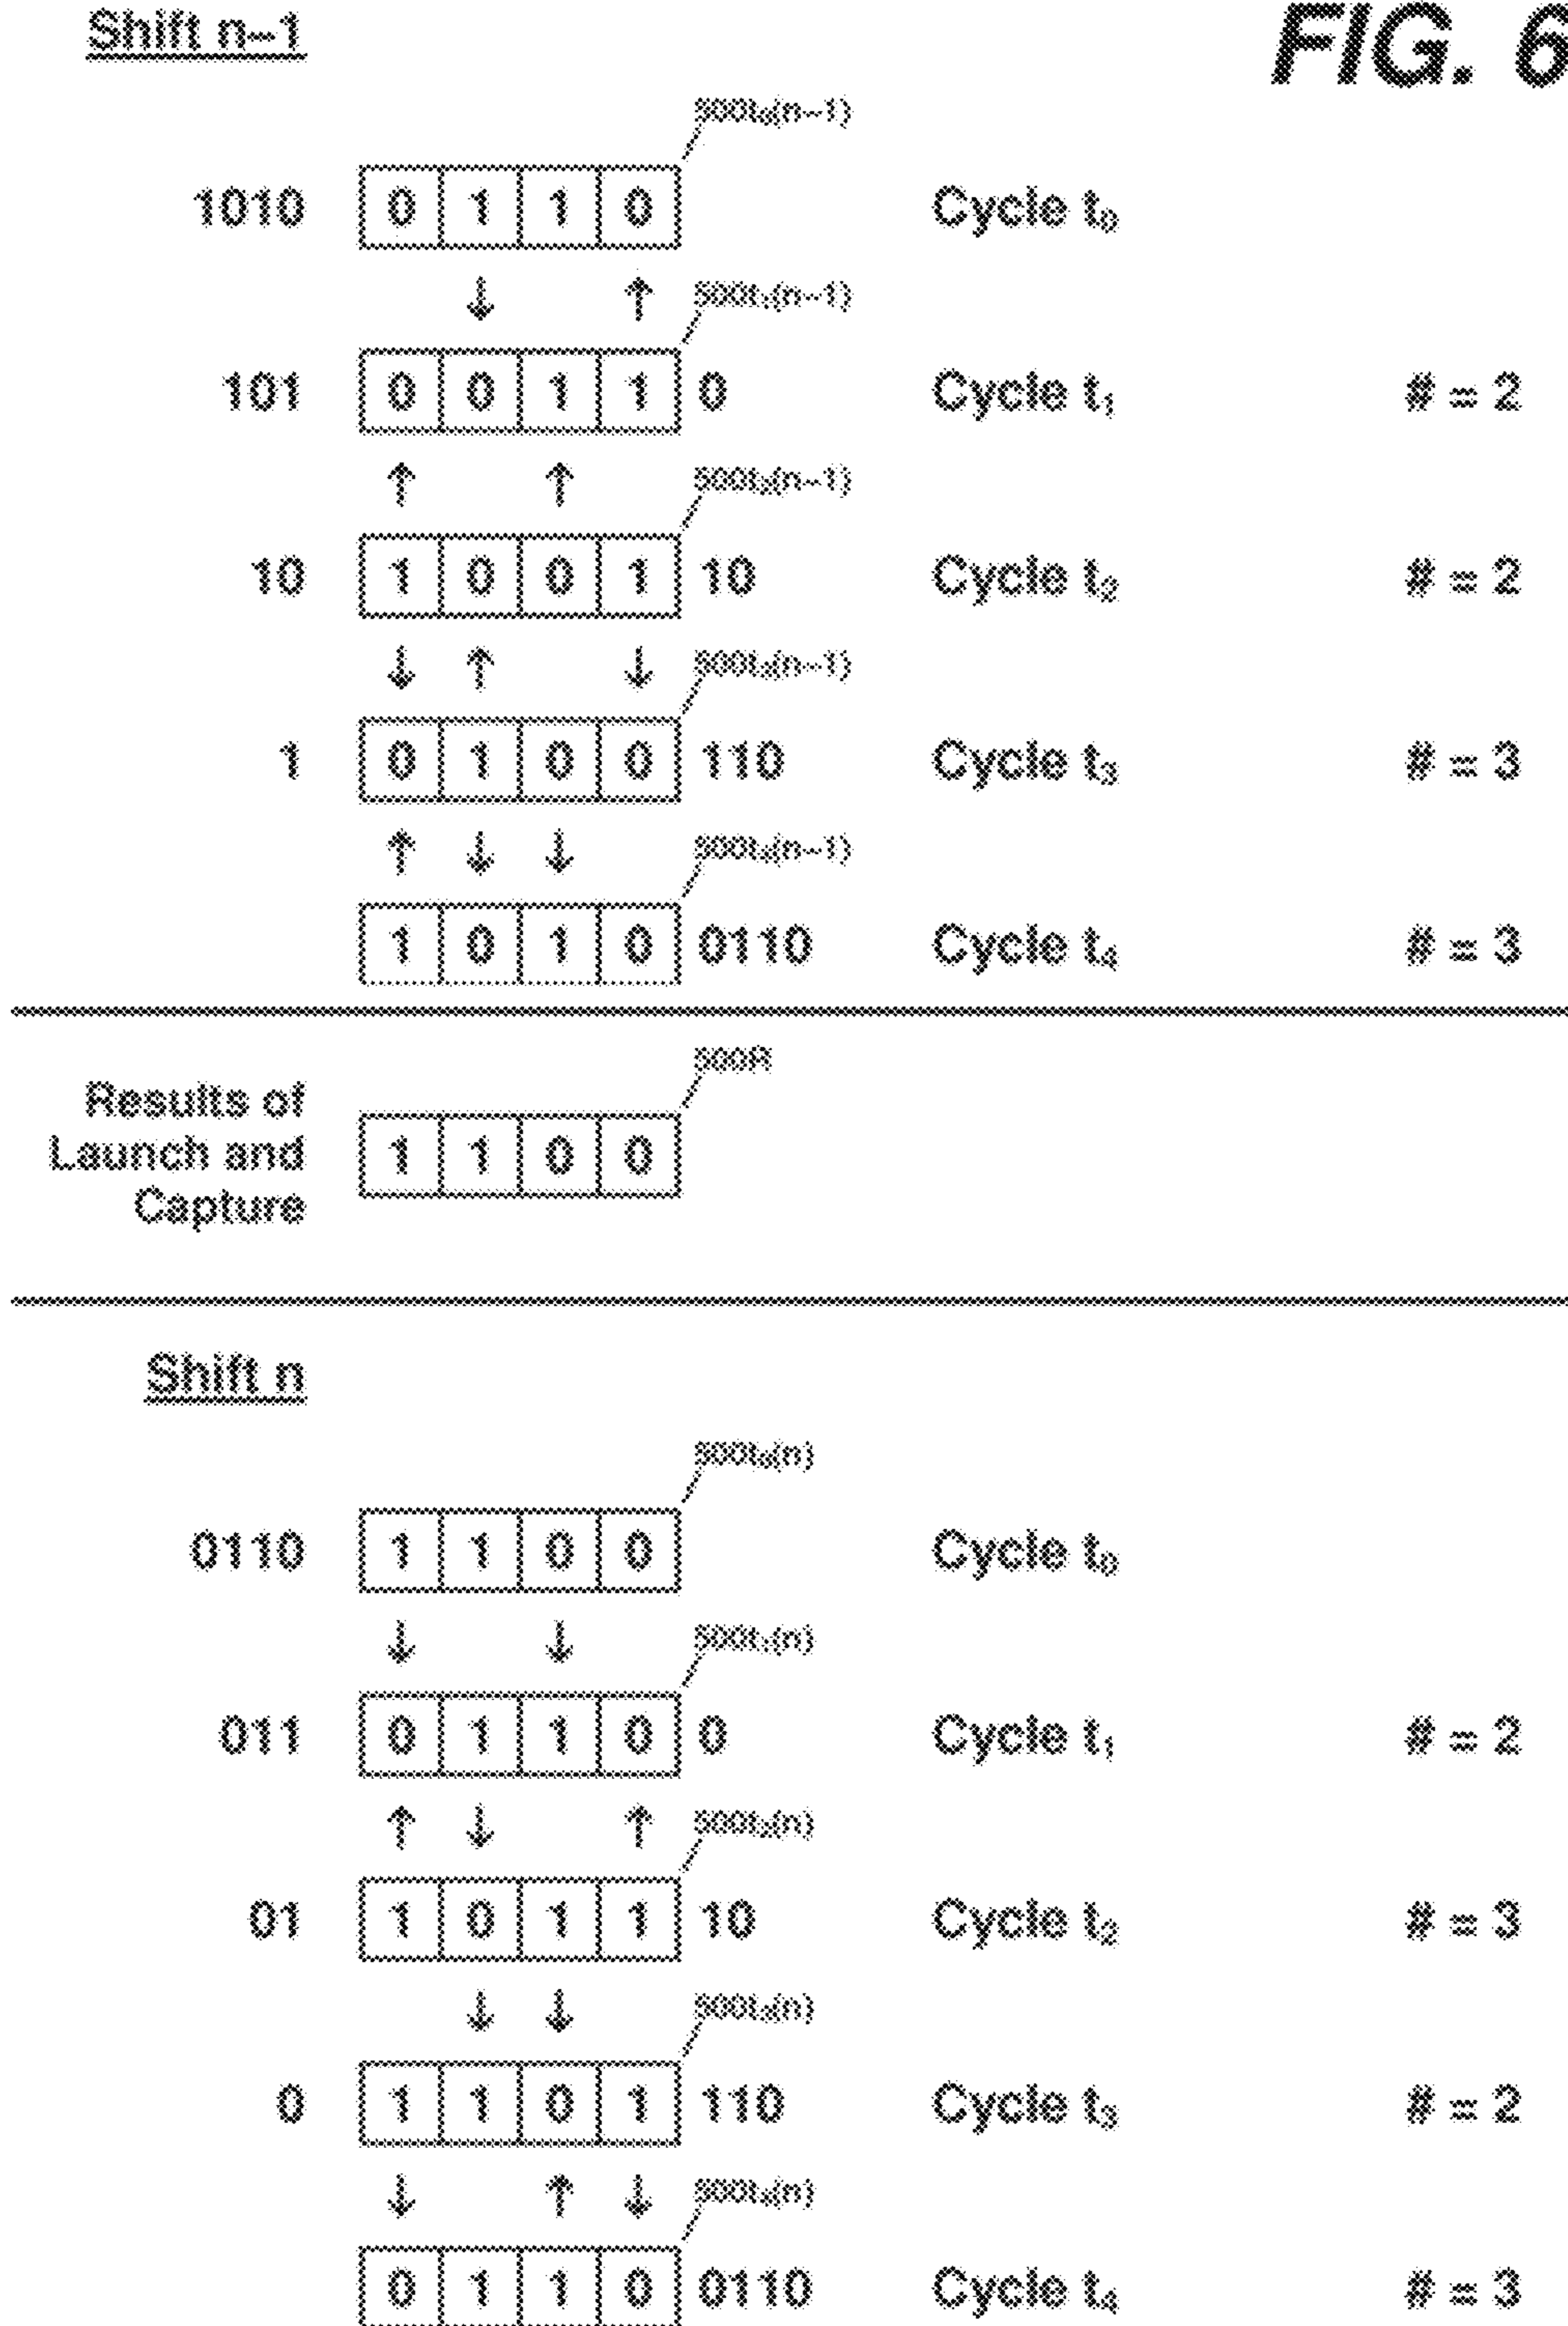 Shift n–1
FIG. 6
500t₀(n–1)
1010 0 1 1 0 Cycle t₀
↓ ↑ 500t₁(n–1)
101 0 0 1 1 0 Cycle t₁ # = 2
↑ ↑ 500t₂(n–1)
10 1 0 0 1 10 Cycle t₂ # = 2
↓ ↑ ↓ 500t₃(n–1)
1 0 1 0 0 110 Cycle t₃ # = 3
↑ ↓ ↓ 500t₄(n–1)
1 0 1 0 0110 Cycle t₄ # = 3
500R
Results of
Launch and
Capture
1 1 0 0
Shift n
500t₀(n)
0110 1 1 0 0 Cycle t₀
↓ ↓ 500t₁(n)
011 0 1 1 0 0 Cycle t₁ # = 2
↑ ↓ ↑ 500t₂(n)
01 1 0 1 1 10 Cycle t₂ # = 3
↓ ↓ 500t₃(n)
0 1 1 0 1 110 Cycle t₃ # = 2
↓ ↑ ↓ 500t₄(n)
0 1 1 0 0110 Cycle t₄ # = 3